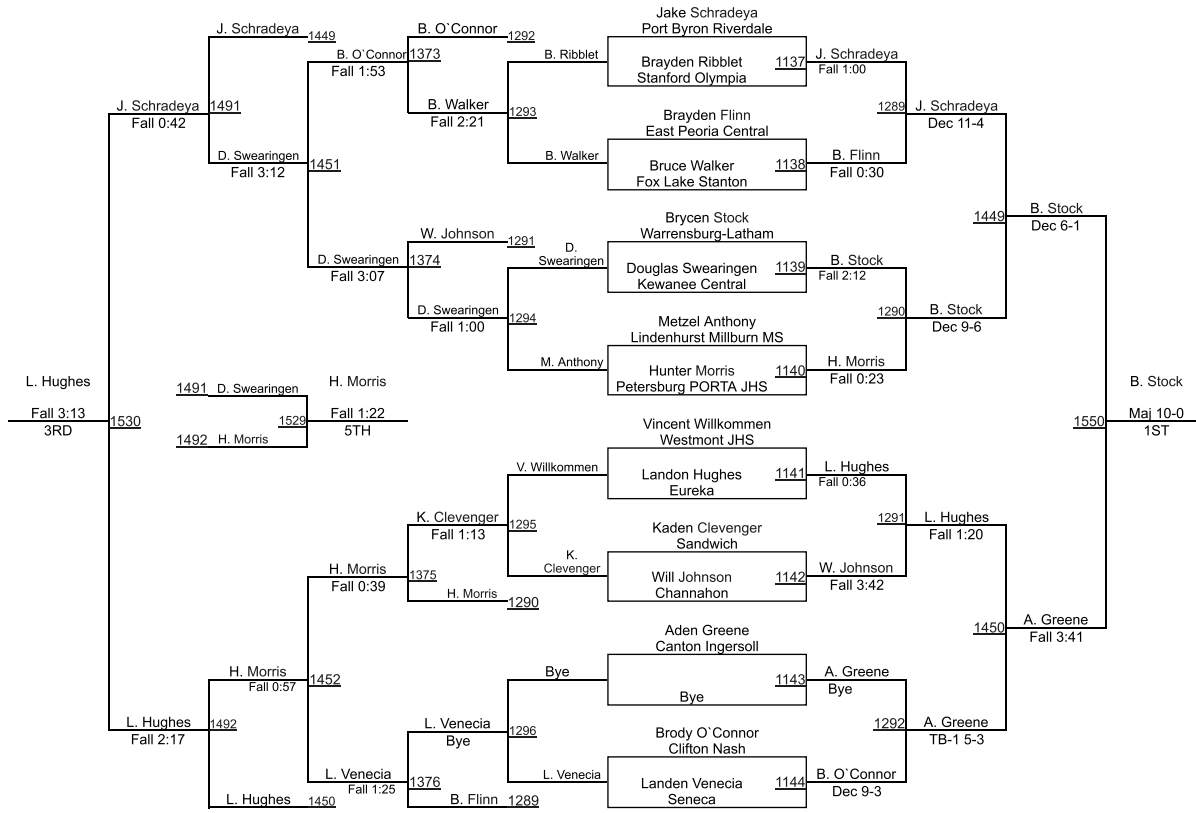 Jake Schradeya
Port Byron Riverdale
J. Schradeya
1449
B. O`Connor
1292
B. O`Connor
1373
Fall 1:53
B. Ribblet
Brayden Ribblet
Stanford Olympia
1137
J. Schradeya
Fall 1:00
J. Schradeya
Fall 0:42
1491
B. Walker
Fall 2:21
1293
Brayden Flinn
East Peoria Central
1289
J. Schradeya
Dec 11-4
D. Swearingen
Fall 3:12
1451
B. Walker
Bruce Walker
Fox Lake Stanton
1138
B. Flinn
Fall 0:30
Brycen Stock
Warrensburg-Latham
1449
B. Stock
Dec 6-1
W. Johnson
1291
D. Swearingen
Fall 3:07
1374
D.
Swearingen
Douglas Swearingen
Kewanee Central
1139
B. Stock
Fall 2:12
D. Swearingen
Fall 1:00
1294
Metzel Anthony
Lindenhurst Millburn MS
1290
B. Stock
Dec 9-6
M. Anthony
Hunter Morris
Petersburg PORTA JHS
1140
H. Morris
Fall 0:23
L. Hughes
Fall 3:13
3RD
1530
1491
D. Swearingen
1492
H. Morris
1529
H. Morris
Fall 1:22
5TH
B. Stock
Maj 10-0
1ST
1550
Vincent Willkommen
Westmont JHS
V. Willkommen
Landon Hughes
Eureka
1141
L. Hughes
Fall 0:36
K. Clevenger
Fall 1:13
1295
Kaden Clevenger
Sandwich
1291
L. Hughes
Fall 1:20
H. Morris
Fall 0:39
1375
K.
Clevenger
Will Johnson
Channahon
1142
W. Johnson
Fall 3:42
H. Morris
1290
Aden Greene
Canton Ingersoll
1450
A. Greene
Fall 3:41
H. Morris
Fall 0:57
1452
Bye
Bye
1143
A. Greene
Bye
L. Hughes
Fall 2:17
1492
L. Venecia
Bye
1296
Brody O`Connor
Clifton Nash
1292
A. Greene
TB-1 5-3
L. Venecia
Fall 1:25
1376
L. Venecia
Landen Venecia
Seneca
1144
B. O`Connor
Dec 9-3
L. Hughes
1450
B. Flinn
1289